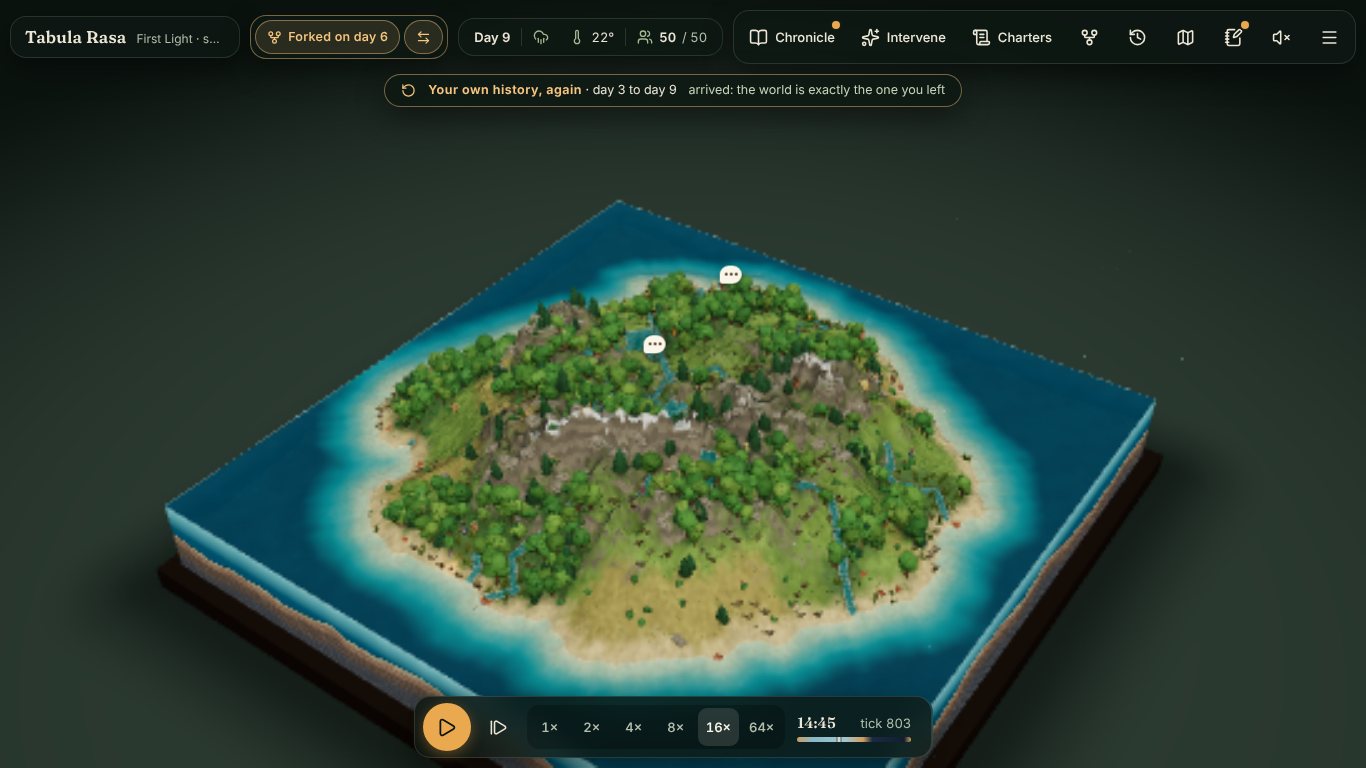 Tabula Rasa First Light · s...
Forked on day 6
Day 9 22° 50 / 50
Chronicle Intervene Charters
Your own history, again · day 3 to day 9 arrived: the world is exactly the one you left
1× 2× 4× 8× 16× 64× 14:45 tick 803